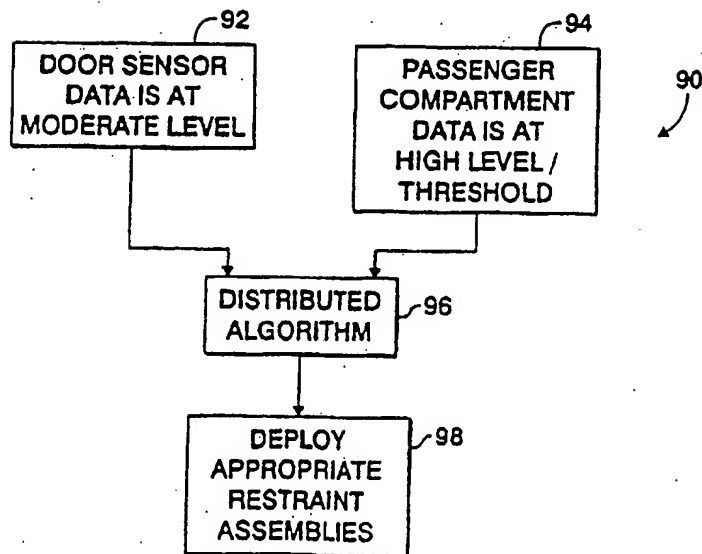 92
DOOR SENSOR
DATA IS AT
MODERATE LEVEL
94
PASSENGER
COMPARTMENT
DATA IS AT
HIGH LEVEL /
THRESHOLD
90
DISTRIBUTED
ALGORITHM
96
DEPLOY
APPROPRIATE
RESTRAINT
ASSEMBLIES
98